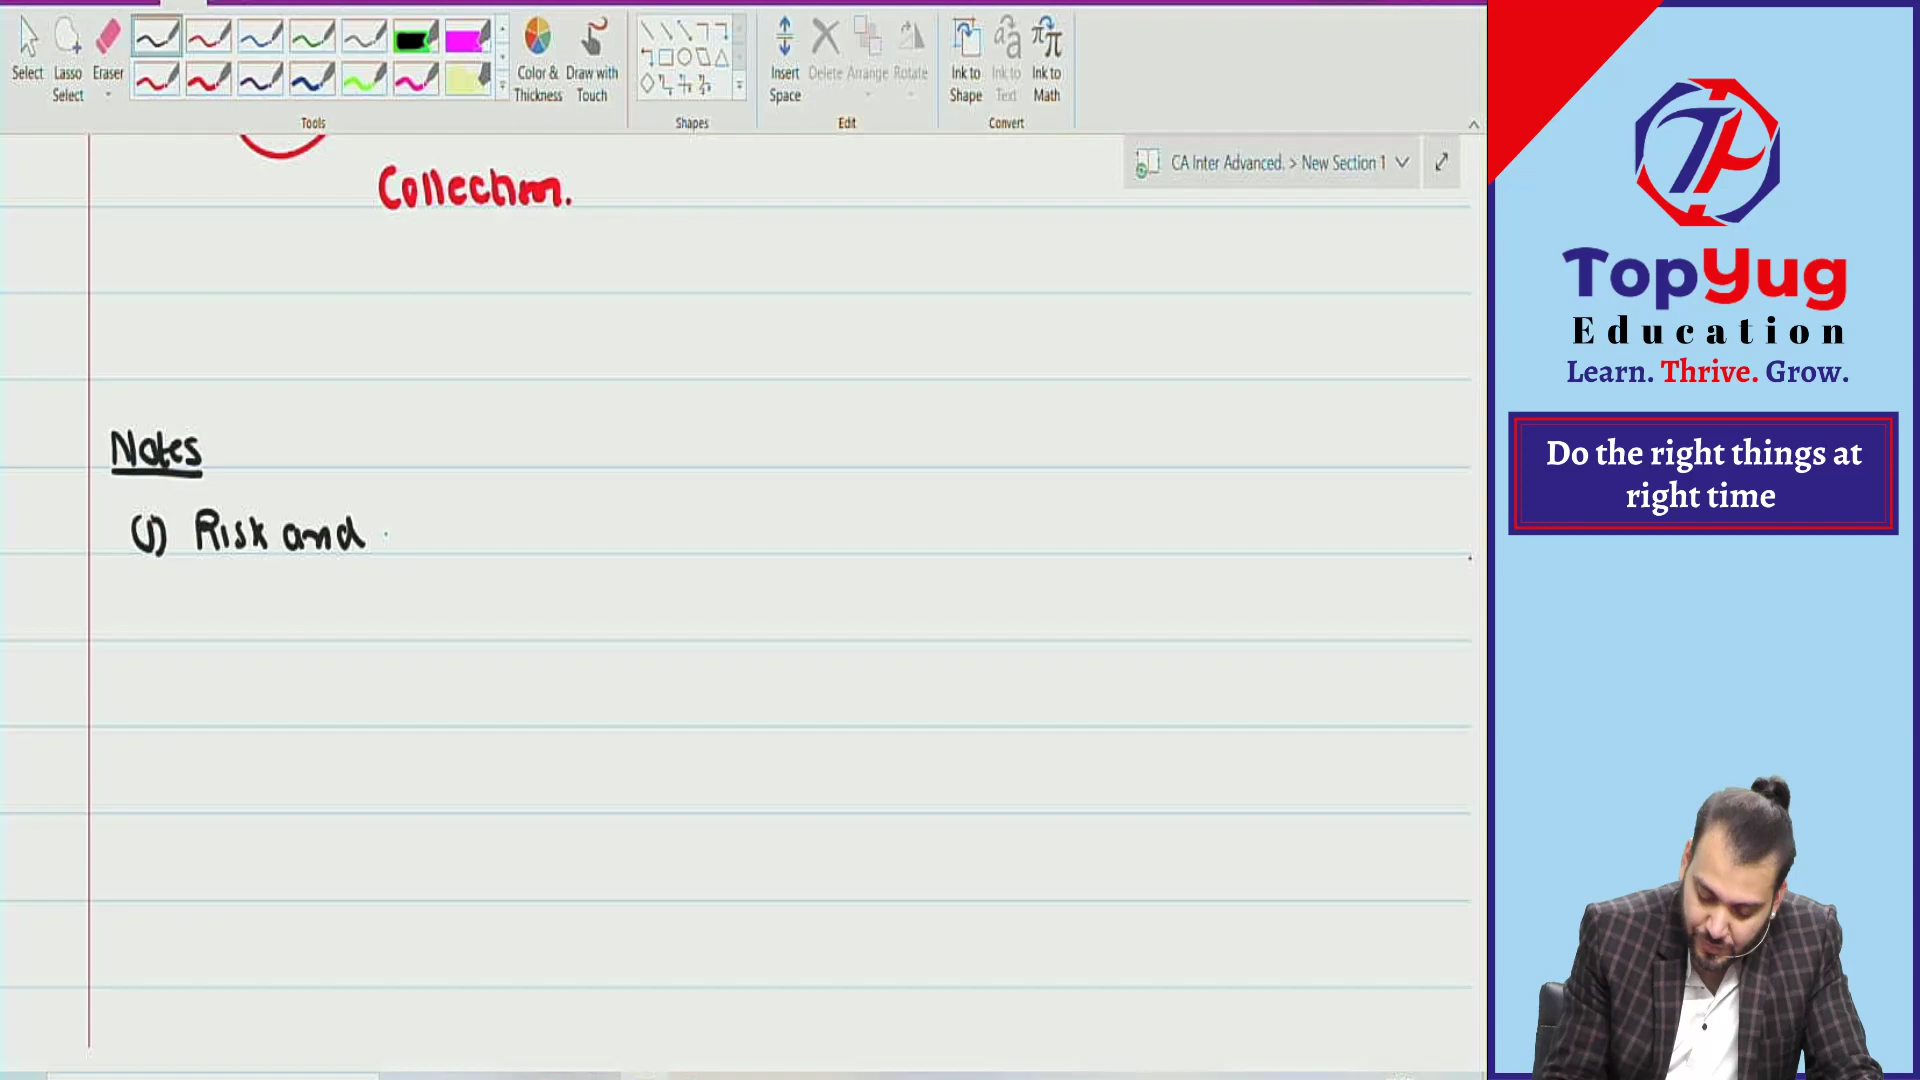 Select
Lasso Select
Eraser
Color & Thickness
Draw with Touch
Insert Space
Delete
Arrange
Rotate
Ink to Shape
Ink to Text
Ink to Math
Tools
Shapes
Edit
Convert
CA Inter Advanced. > New Section 1
Collection.
Notes
(1) Risk and
TopYug
Education
Learn. Thrive. Grow.
Do the right things at
right time